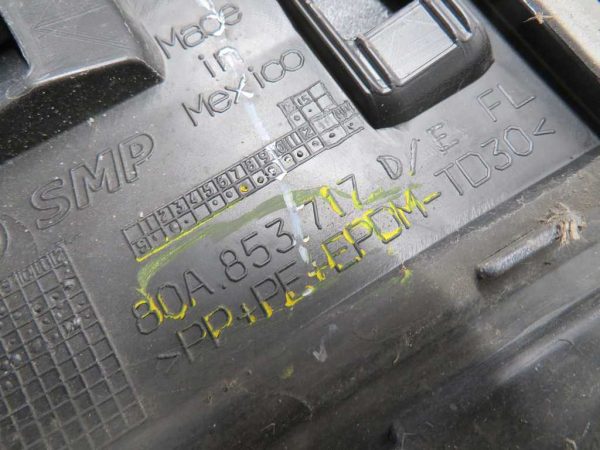 Made
in
Mexico
SMP
80A.853.717 D/E FL
>PP+PE+EPDM-TD30<